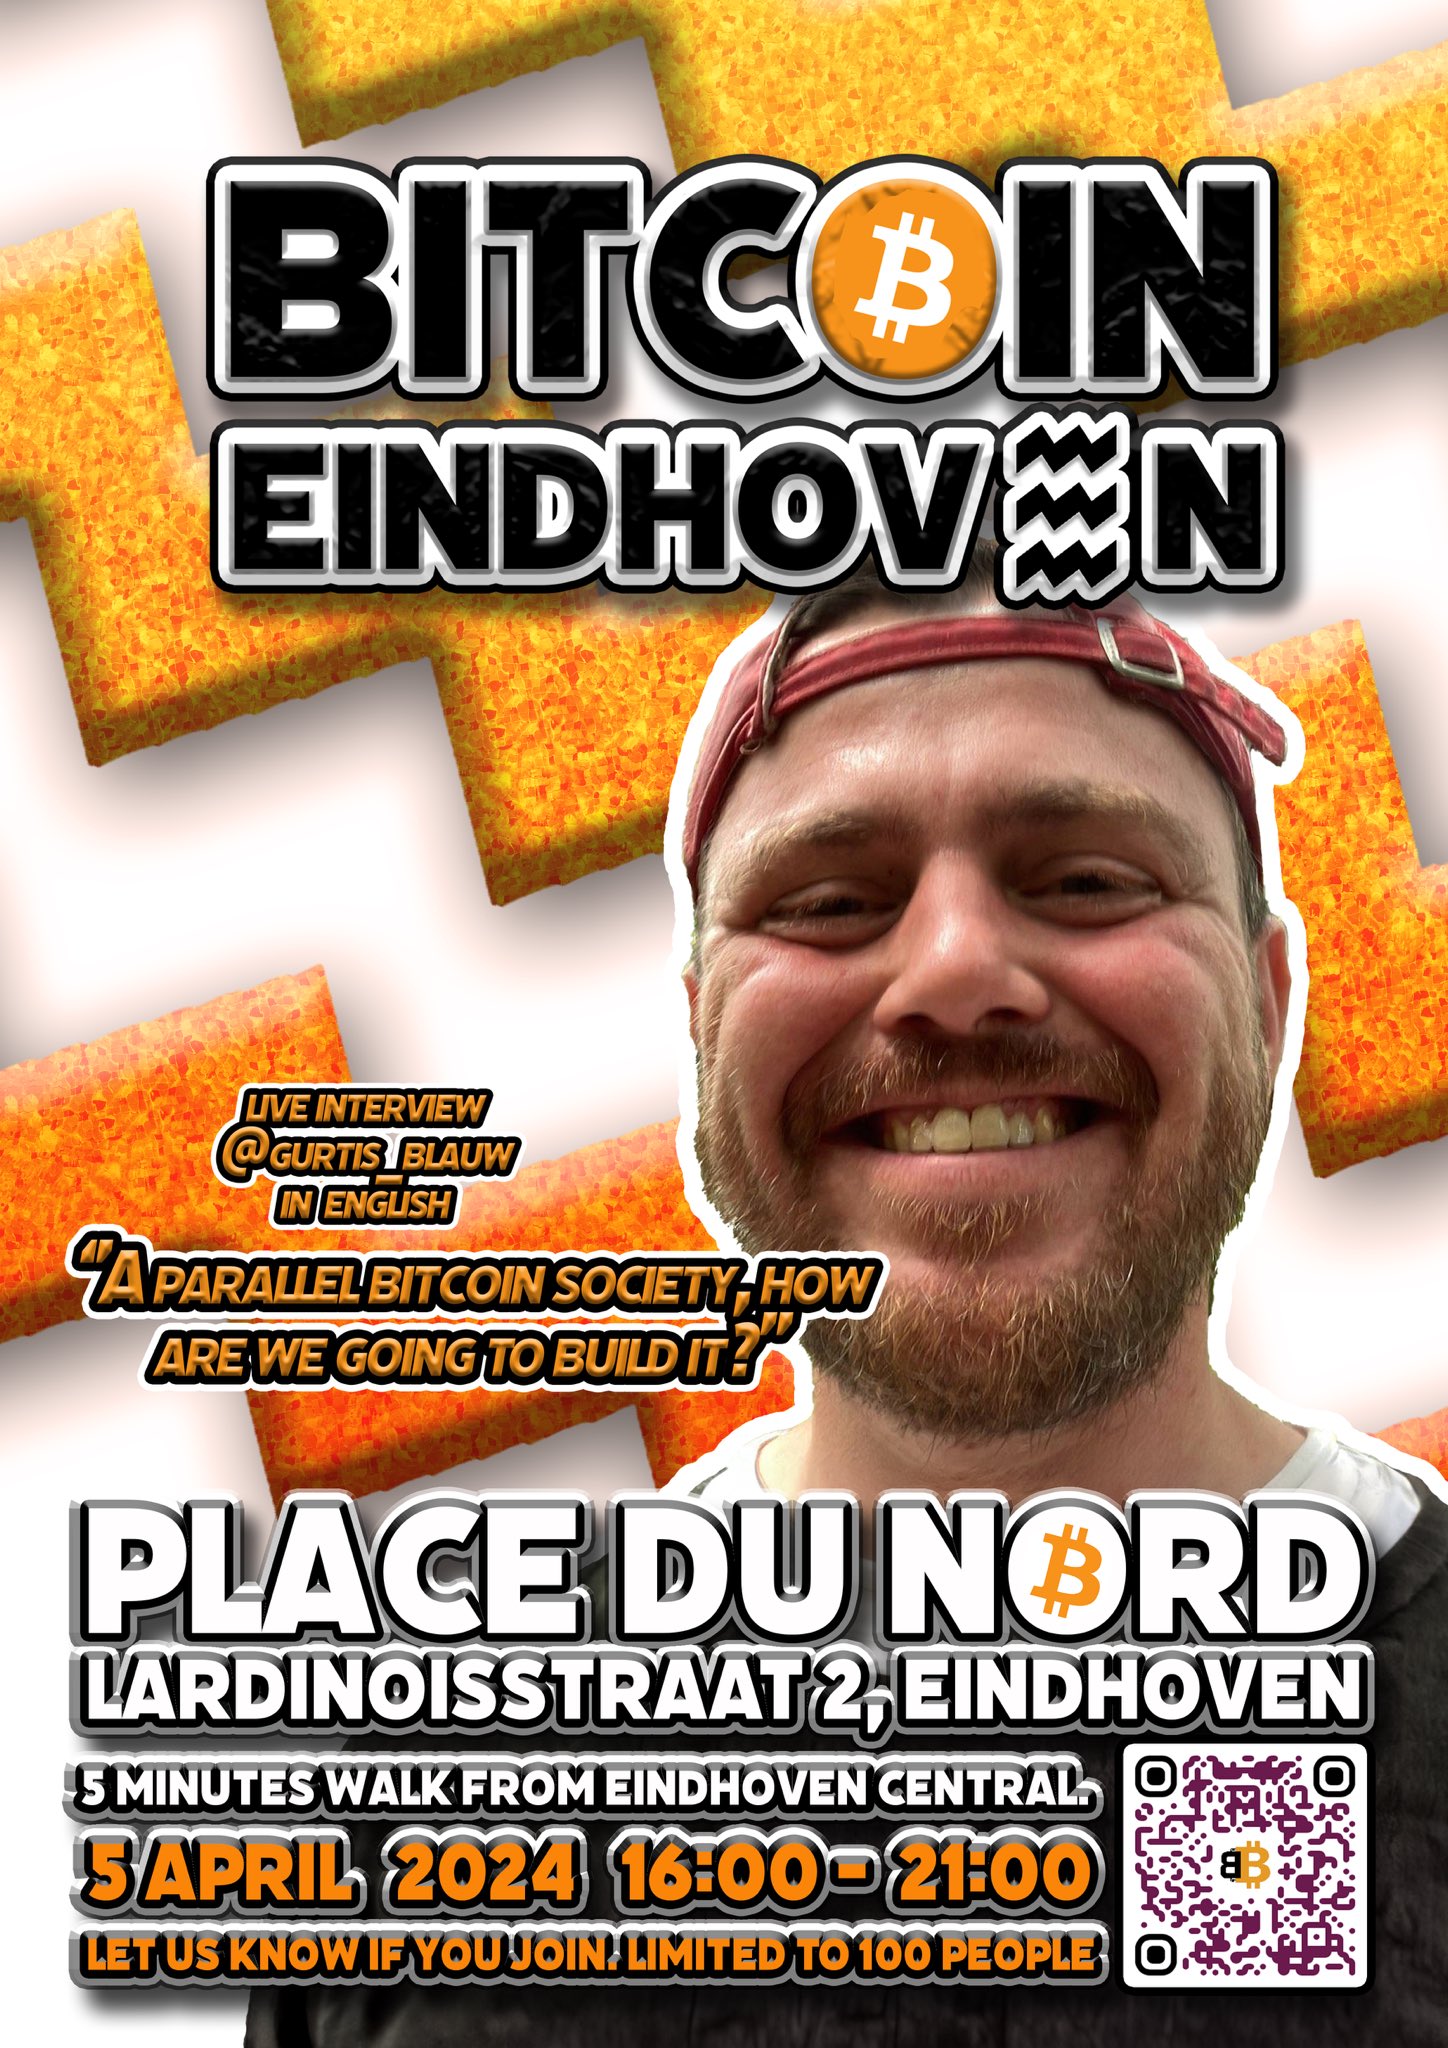 BITCOIN
EINDHOVEN
LIVE INTERVIEW
@GURTIS_BLAUW
IN ENGLISH
"A PARALLEL BITCOIN SOCIETY, HOW
ARE WE GOING TO BUILD IT?"
PLACE DU NORD
LARDINOISSTRAAT 2, EINDHOVEN
5 MINUTES WALK FROM EINDHOVEN CENTRAL.
5 APRIL 2024 16:00 - 21:00
LET US KNOW IF YOU JOIN. LIMITED TO 100 PEOPLE